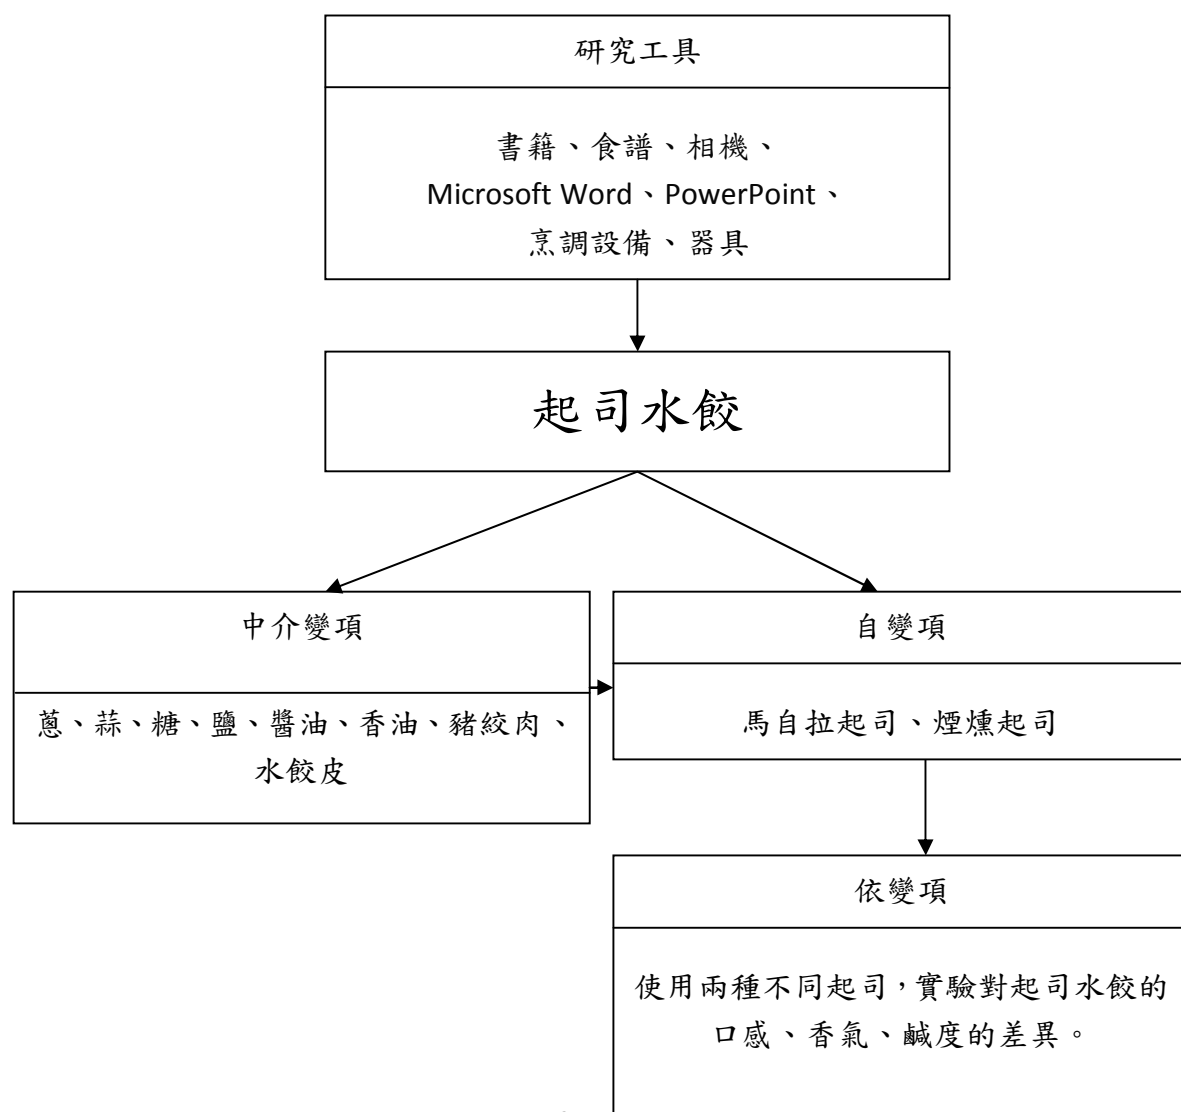 研究工具
書籍、食譜、相機、
Microsoft Word、PowerPoint、
烹調設備、器具
起司水餃
中介變項
蔥、蒜、糖、鹽、醬油、香油、豬絞肉、
水餃皮
自變項
馬自拉起司、煙燻起司
依變項
使用兩種不同起司，實驗對起司水餃的
口感、香氣、鹹度的差異。